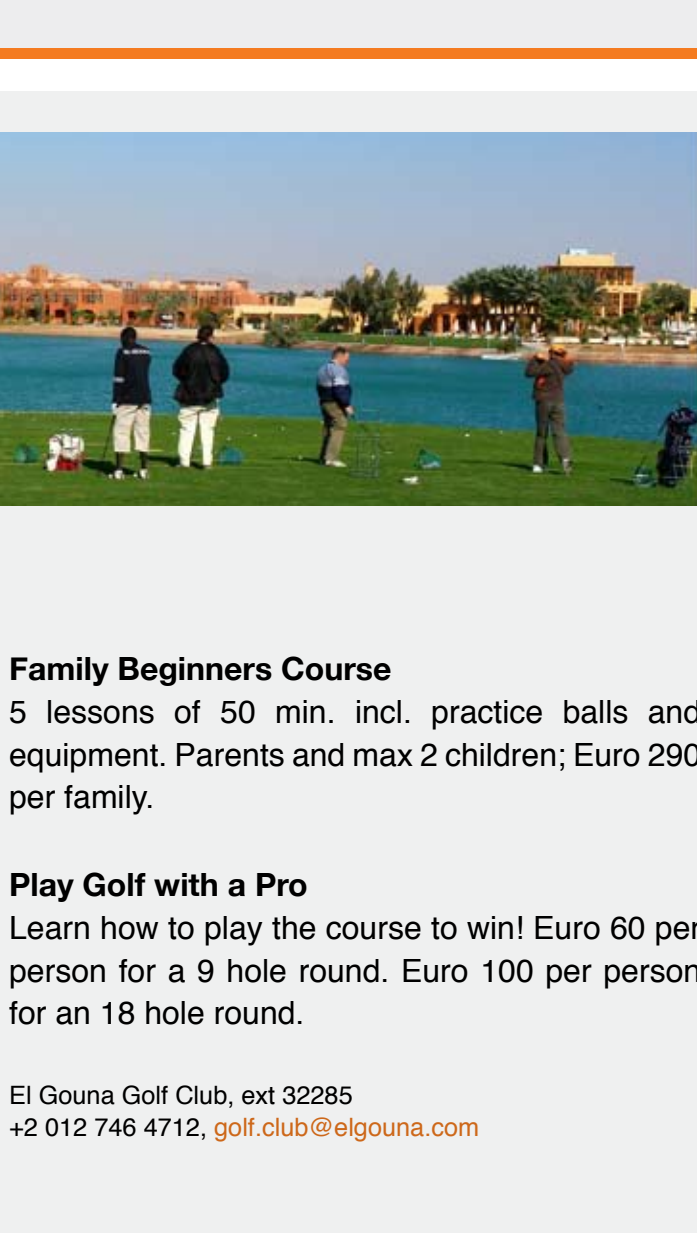 Family Beginners Course
5 lessons of 50 min. incl. practice balls and
equipment. Parents and max 2 children; Euro 290
per family.
Play Golf with a Pro
Learn how to play the course to win! Euro 60 per
person for a 9 hole round. Euro 100 per person
for an 18 hole round.
El Gouna Golf Club, ext 32285
+2 012 746 4712, golf.club@elgouna.com